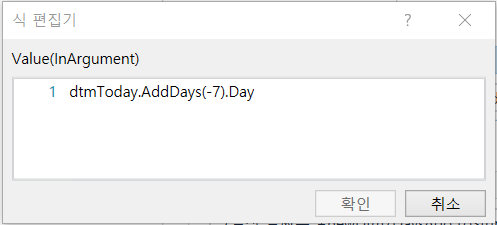 식 편집기
?
Value(InArgument)
1 dtmToday.AddDays(-7).Day
확인
취소